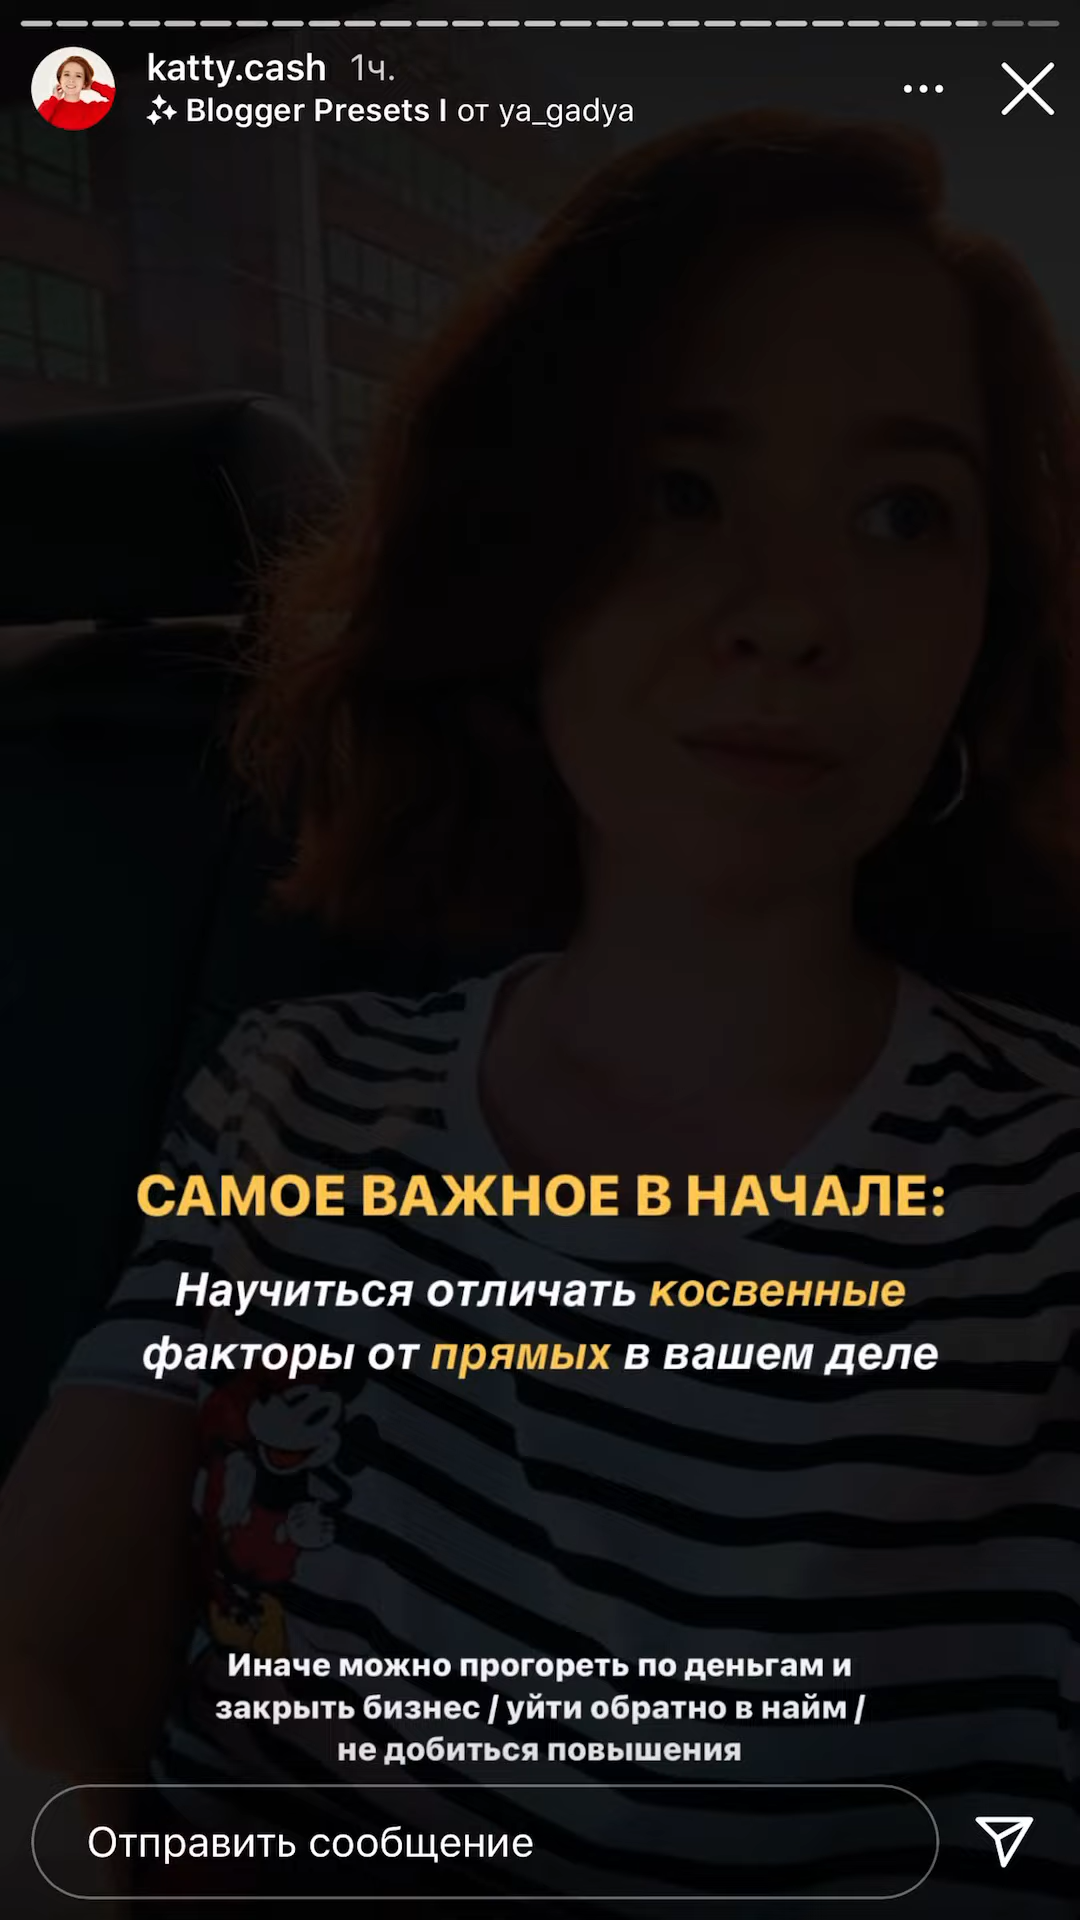 katty.cash 1ч.
Blogger Presets I от ya_gadya
САМОЕ ВАЖНОЕ В НАЧАЛЕ:
Научиться отличать косвенные
факторы от прямых в вашем деле
Иначе можно прогореть по деньгам и
закрыть бизнес / уйти обратно в найм /
не добиться повышения
Отправить сообщение